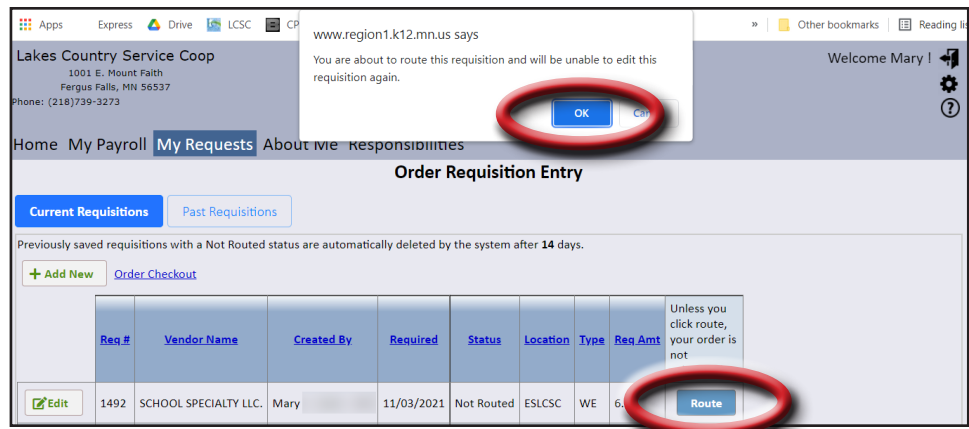 Apps Express Drive LCSC CP » Other bookmarks Reading lis
www.region1.k12.mn.us says
You are about to route this requisition and will be unable to edit this
requisition again.
OK Can
Lakes Country Service Coop
1001 E. Mount Faith
Fergus Falls, MN 56537
Phone: (218)739-3273
Welcome Mary !
Home My Payroll My Requests About Me Responsibilities
Order Requisition Entry
Current Requisitions Past Requisitions
Previously saved requisitions with a Not Routed status are automatically deleted by the system after 14 days.
+ Add New Order Checkout
Req # Vendor Name Created By Required Status Location Type Req Amt
Unless you
click route,
your order is
not
Edit 1492 SCHOOL SPECIALTY LLC. Mary 11/03/2021 Not Routed ESLCSC WE 6. Route